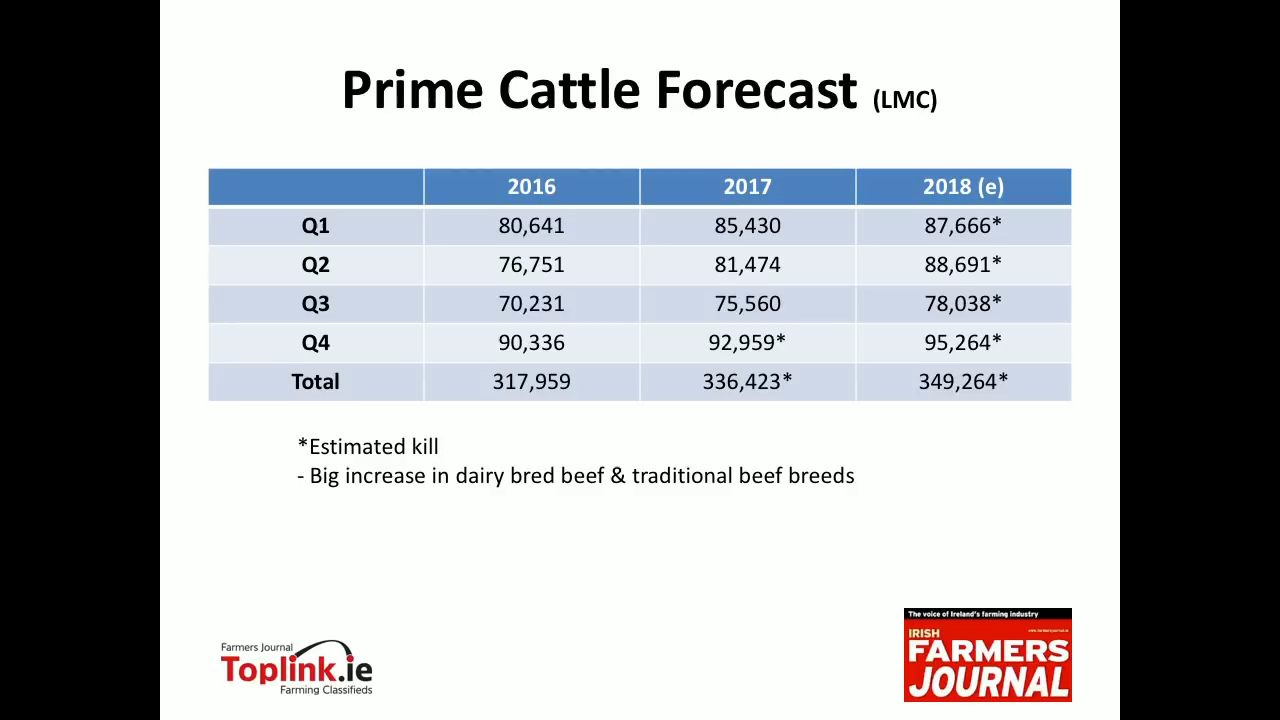 Prime Cattle Forecast (LMC)
2016 2017 2018 (e)
Q1 80,641 85,430 87,666*
Q2 76,751 81,474 88,691*
Q3 70,231 75,560 78,038*
Q4 90,336 92,959* 95,264*
Total 317,959 336,423* 349,264*
*Estimated kill
- Big increase in dairy bred beef & traditional beef breeds
Farmers Journal
Toplink.ie
Farming Classifieds
The voice of Ireland's farming industry
www.farmersjournal.ie
IRISH
FARMERS
JOURNAL